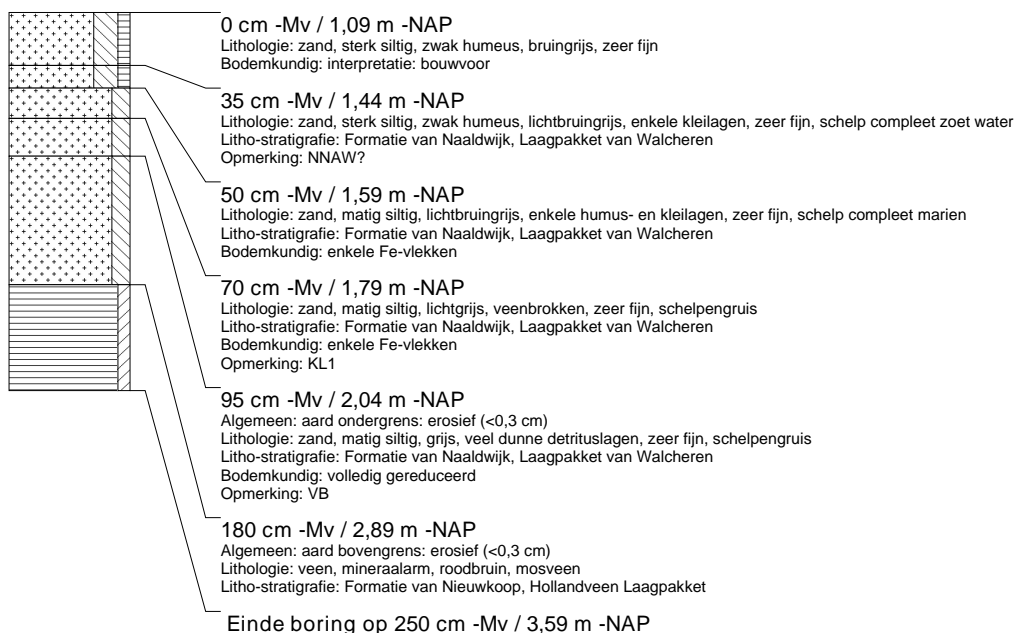 0 cm -Mv / 1,09 m -NAP
Lithologie: zand, sterk siltig, zwak humeus, bruingrijs, zeer fijn
Bodemkundig: interpretatie: bouwvoor
35 cm -Mv / 1,44 m -NAP
Lithologie: zand, sterk siltig, zwak humeus, lichtbruingrijs, enkele kleilagen, zeer fijn, schelp compleet zoet water
Litho-stratigrafie: Formatie van Naaldwijk, Laagpakket van Walcheren
Opmerking: NNAW?
50 cm -Mv / 1,59 m -NAP
Lithologie: zand, matig siltig, lichtbruingrijs, enkele humus- en kleilagen, zeer fijn, schelp compleet marien
Litho-stratigrafie: Formatie van Naaldwijk, Laagpakket van Walcheren
Bodemkundig: enkele Fe-vlekken
70 cm -Mv / 1,79 m -NAP
Lithologie: zand, matig siltig, lichtgrijs, veenbrokken, zeer fijn, schelpengruis
Litho-stratigrafie: Formatie van Naaldwijk, Laagpakket van Walcheren
Bodemkundig: enkele Fe-vlekken
Opmerking: KL1
95 cm -Mv / 2,04 m -NAP
Algemeen: aard ondergrens: erosief (<0,3 cm)
Lithologie: zand, matig siltig, grijs, veel dunne detrituslagen, zeer fijn, schelpengruis
Litho-stratigrafie: Formatie van Naaldwijk, Laagpakket van Walcheren
Bodemkundig: volledig gereduceerd
Opmerking: VB
180 cm -Mv / 2,89 m -NAP
Algemeen: aard bovengrens: erosief (<0,3 cm)
Lithologie: veen, mineraalarm, roodbruin, mosveen
Litho-stratigrafie: Formatie van Nieuwkoop, Hollandveen Laagpakket
Einde boring op 250 cm -Mv / 3,59 m -NAP